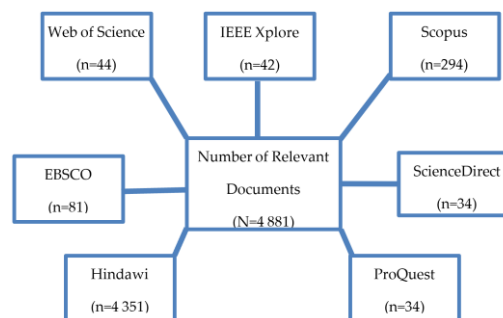 Web of Science
(n=44)
IEEE Xplore
(n=42)
Scopus
(n=294)
Number of Relevant
Documents
(N=4 881)
EBSCO
(n=81)
ScienceDirect
(n=34)
Hindawi
(n=4 351)
ProQuest
(n=34)